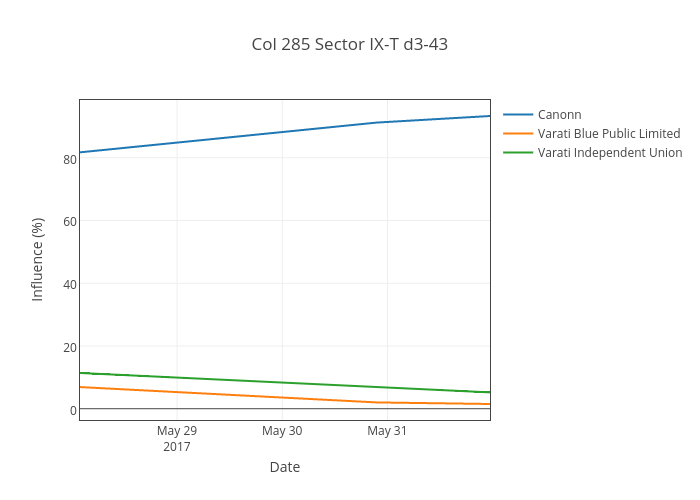 Col 285 Sector IX-T d3-43
Canonn
Varati Blue Public Limited
Varati Independent Union
80
60
40
20
0
Influence (%)
May 29
2017
May 30
May 31
Date